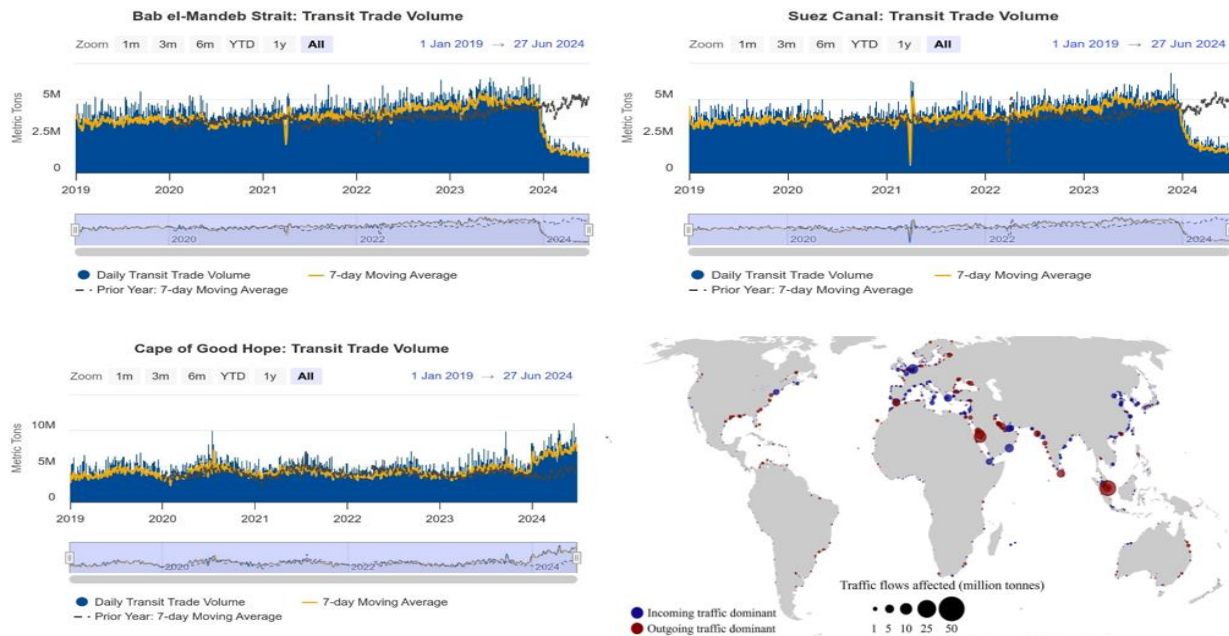 Bab el-Mandeb Strait: Transit Trade Volume
Zoom 1m 3m 6m YTD 1y All 1 Jan 2019 → 27 Jun 2024
Metric Tons
5M
2.5M
0
2019 2020 2021 2022 2023 2024
2020 2022 2024
Daily Transit Trade Volume 7-day Moving Average
Prior Year: 7-day Moving Average
Suez Canal: Transit Trade Volume
Zoom 1m 3m 6m YTD 1y All 1 Jan 2019 → 27 Jun 2024
Metric Tons
5M
2.5M
0
2019 2020 2021 2022 2023 2024
2020 2022 2024
Daily Transit Trade Volume 7-day Moving Average
Prior Year: 7-day Moving Average
Cape of Good Hope: Transit Trade Volume
Zoom 1m 3m 6m YTD 1y All 1 Jan 2019 → 27 Jun 2024
Metric Tons
10M
5M
0
2019 2020 2021 2022 2023 2024
2020 2022 2024
Daily Transit Trade Volume 7-day Moving Average
Prior Year: 7-day Moving Average
Traffic flows affected (million tonnes)
Incoming traffic dominant
Outgoing traffic dominant
1 5 10 25 50